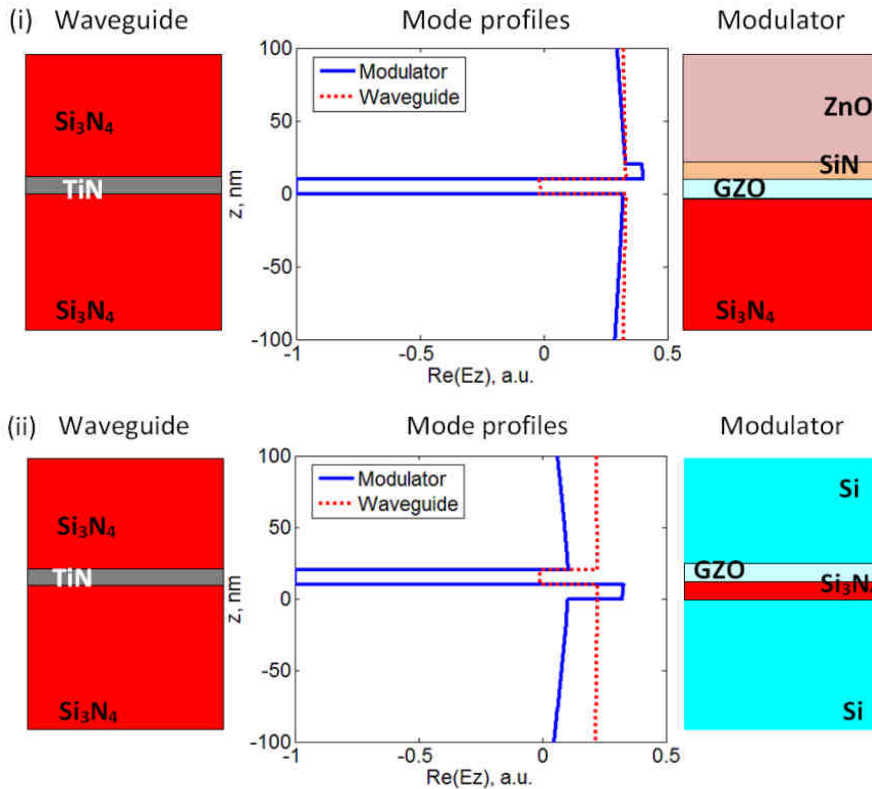 (i) Waveguide Mode profiles Modulator
Si₃N₄
TiN
Si₃N₄
100
50
0
-50
-100
z, nm
Modulator
Waveguide
-1 -0.5 0 0.5
Re(Ez), a.u.
ZnO
SiN
GZO
Si₃N₄
(ii) Waveguide Mode profiles Modulator
Si₃N₄
TiN
Si₃N₄
100
50
0
-50
-100
z, nm
Modulator
Waveguide
-1 -0.5 0 0.5
Re(Ez), a.u.
Si
GZO
Si₃N₄
Si